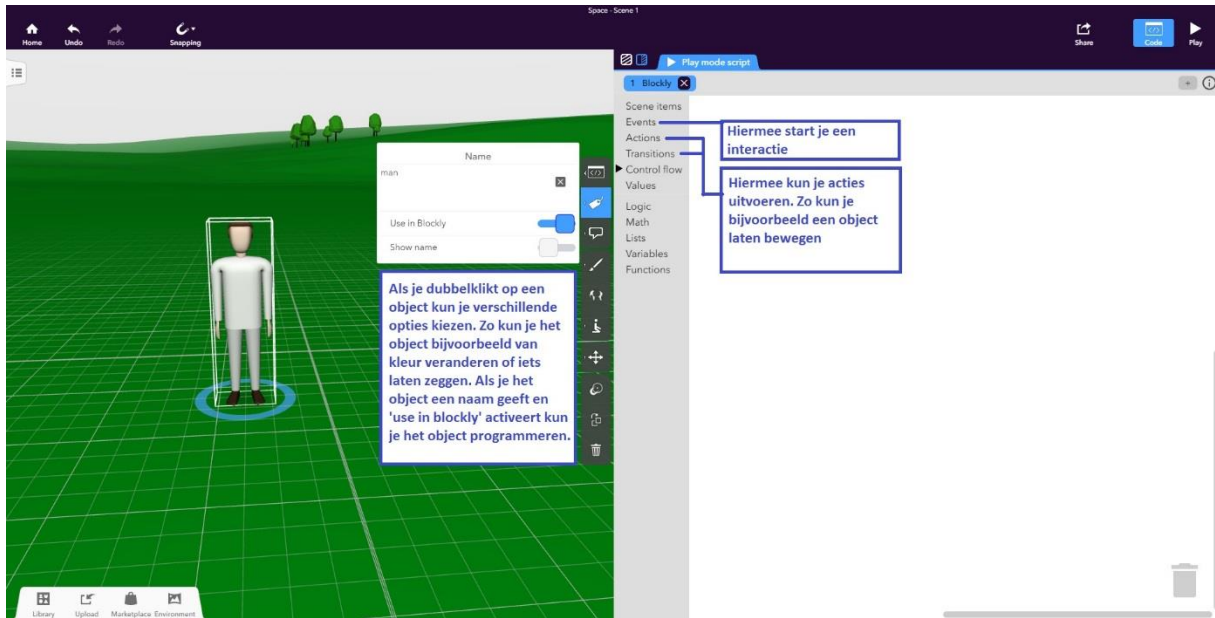 Space - Scene 1
Home
Undo
Redo
Snapping
Share
Code
Play
Play mode script
1 Blockly
Scene items
Events
Actions
Transitions
Control flow
Values
Logic
Math
Lists
Variables
Functions
Hiermee start je een
interactie
Hiermee kun je acties
uitvoeren. Zo kun je
bijvoorbeeld een object
laten bewegen
Name
man
Use in Blockly
Show name
Als je dubbelklikt op een
object kun je verschillende
opties kiezen. Zo kun je het
object bijvoorbeeld van
kleur veranderen of iets
laten zeggen. Als je het
object een naam geeft en
'use in blockly' activeert kun
je het object programmeren.
Library
Upload
Marketplace
Environment